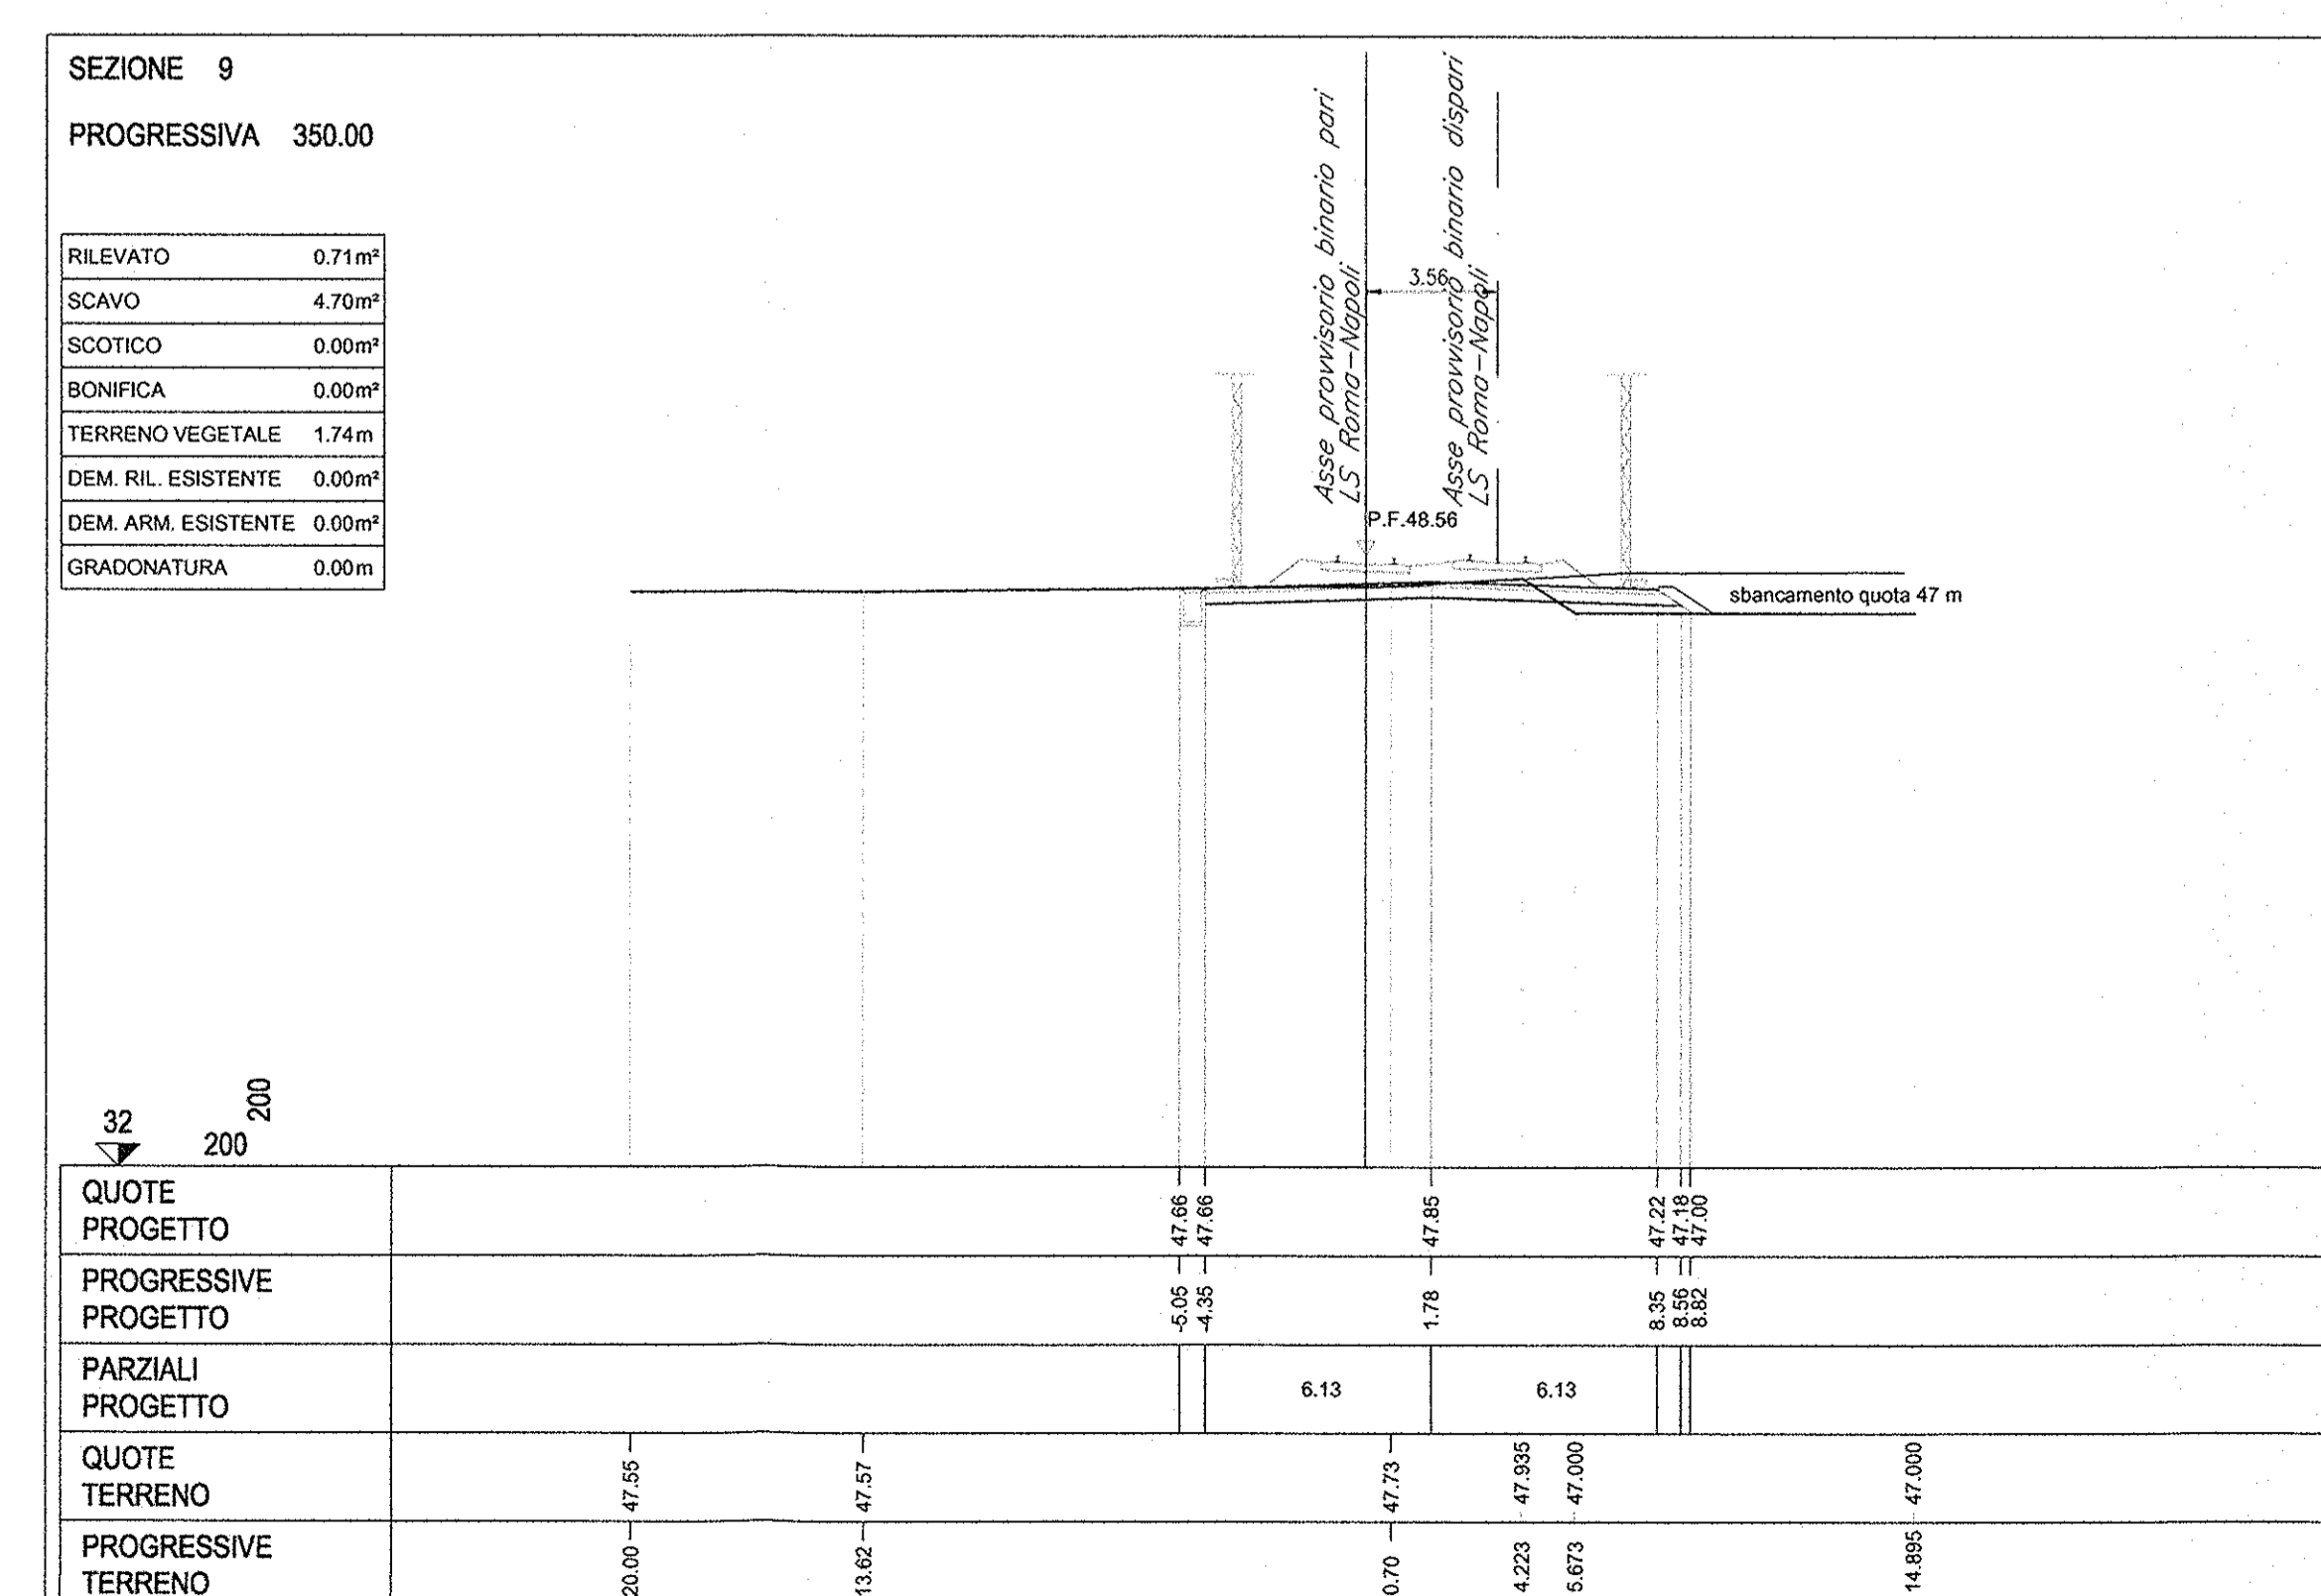 SEZIONE 9
PROGRESSIVA 350.00
RILEVATO 0.71m²
SCAVO 4.70m²
SCOTICO 0.00m²
BONIFICA 0.00m²
TERRENO VEGETALE 1.74m
DEM. RIL. ESISTENTE 0.00m²
DEM. ARM. ESISTENTE 0.00m²
GRADONATURA 0.00m
Asse provvisorio binario pari
LS Roma-Napoli
Asse provvisorio binario dispari
LS Roma-Napoli
3.56
P.F.48.56
sbancamento quota 47 m
32
200
200
QUOTE
PROGETTO
47.66 47.66 47.85 47.22 47.18 47.00
PROGRESSIVE
PROGETTO
-5.05 -4.35 1.78 8.35 8.56 8.82
PARZIALI
PROGETTO
6.13 6.13
QUOTE
TERRENO
47.55 47.57 47.73 47.935 47.000 47.000
PROGRESSIVE
TERRENO
20.00 13.62 0.70 4.223 5.673 14.895